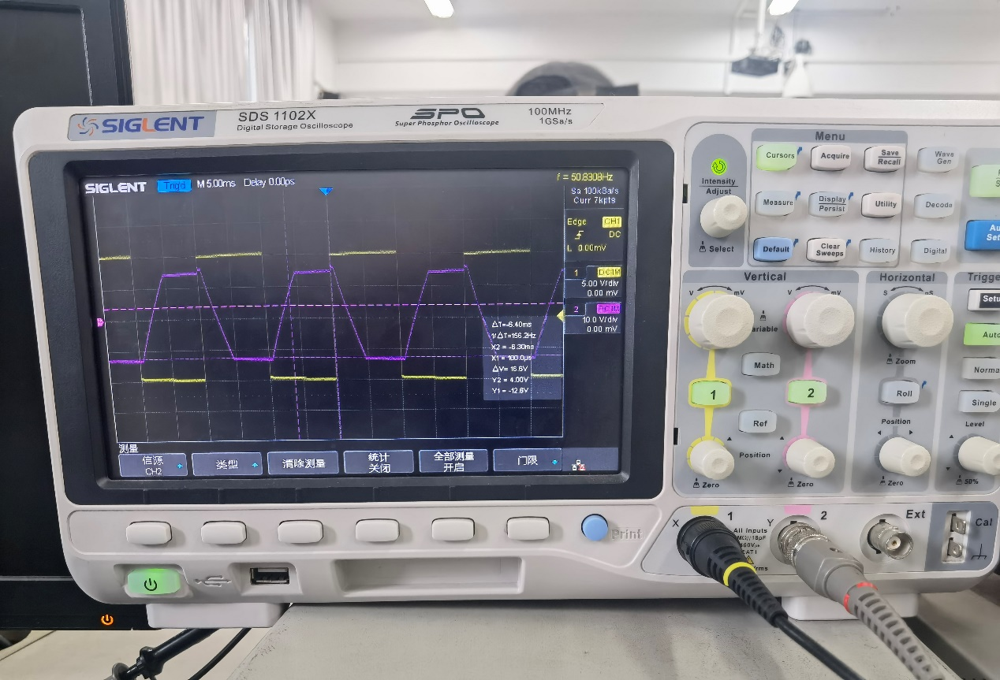 SIGLENT
SDS 1102X
Digital Storage Oscilloscope
SPO
Super Phosphor Oscilloscope
100MHz
1GSa/s
SIGLENT
Trig'd
M 5.00ms
Delay 0.00ps
f = 50.8308Hz
Sa 100kSa/s
Curr 7kpts
Edge CH1
DC
L 0.00mV
1 DC1M
5.00 V/div
0.00 mV
2 DC1M
10.0 V/div
0.00 mV
△T=-6.40ms
1/△T=156.2Hz
X2 = -6.30ms
X1 = 100.0μs
△V= 16.6V
Y2 = 4.00V
Y1 = -12.6V
测量
信源
CH2
类型
清除测量
统计
关闭
全部测量
开启
门限
Print
Intensity
Adjust
Select
Menu
Cursors
Acquire
Save
Recall
Wave
Gen
Measure
Display
Persist
Utility
Decode
Default
Clear
Sweeps
History
Digital
Vertical
V mV
V mV
Variable
Math
1
2
Ref
Position
Zero
Zero
Horizontal
S nS
Zoom
Roll
Position
Zero
Trigge
Setu
Auto
Norma
Single
Level
50%
Au
Set
X 1
Y 2
All Inputs
CAT I
Ext
Cal